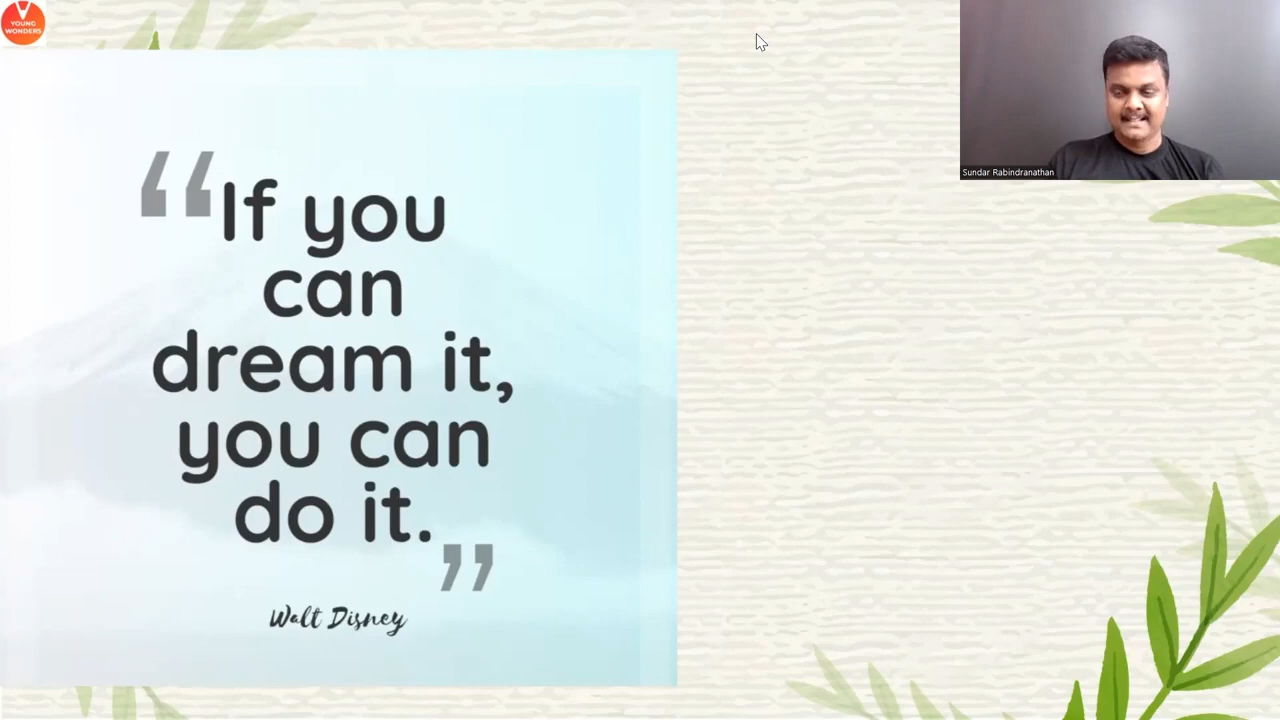 YOUNG
WONDERS
“If you
can
dream it,
you can
do it.”
Walt Disney
Sundar Rabindranathan